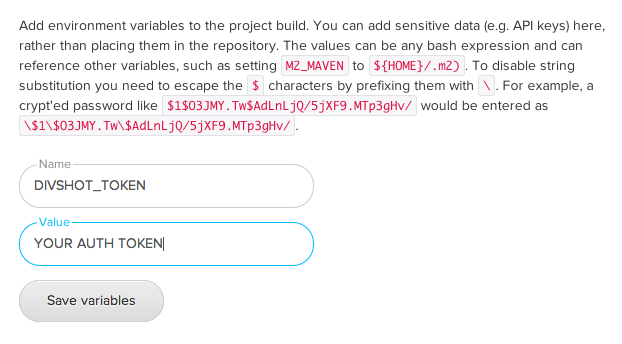 Add environment variables to the project build. You can add sensitive data (e.g. API keys) here,
rather than placing them in the repository. The values can be any bash expression and can
reference other variables, such as setting M2_MAVEN to ${HOME}/.m2) . To disable string
substitution you need to escape the $ characters by prefixing them with \ . For example, a
crypt'ed password like $1$O3JMY.Tw$AdLnLjQ/5jXF9.MTp3gHv/ would be entered as
\$1\$O3JMY.Tw\$AdLnLjQ/5jXF9.MTp3gHv/ .
Name
DIVSHOT_TOKEN
Value
YOUR AUTH TOKEN
Save variables